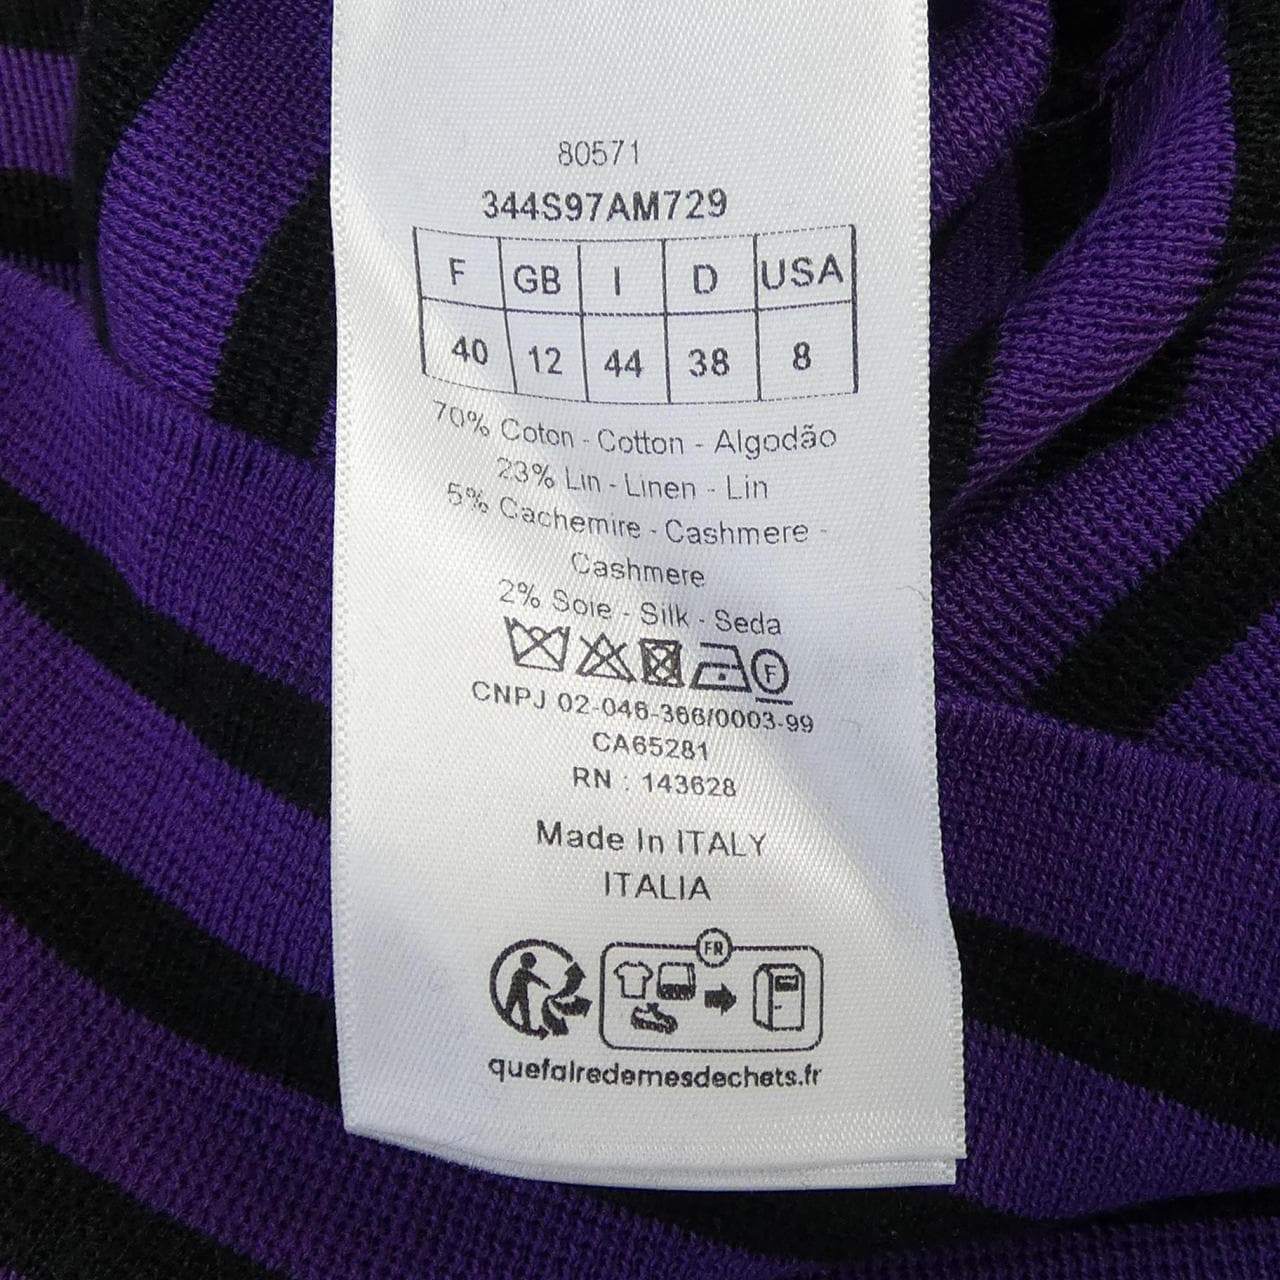 80571
344S97AM729
F GB I D USA
40 12 44 38 8
70% Coton - Cotton - Algodão
23% Lin - Linen - Lin
5% Cachemire - Cashmere -
Cashmere
2% Soie - Silk - Seda
F
CNPJ 02-046-366/0003-99
CA65281
RN : 143628
Made In ITALY
ITALIA
FR
quefairedemesdechets.fr